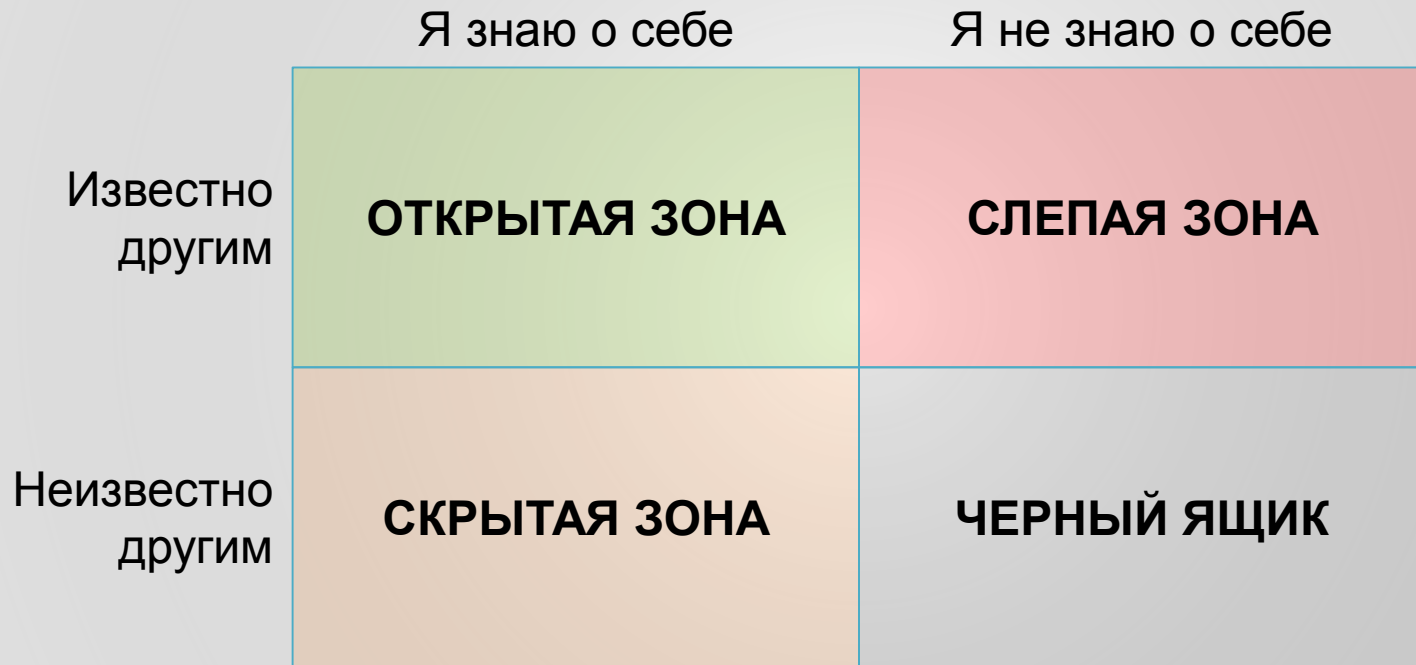 Я знаю о себе
Я не знаю о себе
Известно
другим
ОТКРЫТАЯ ЗОНА
СЛЕПАЯ ЗОНА
Неизвестно
другим
СКРЫТАЯ ЗОНА
ЧЕРНЫЙ ЯЩИК